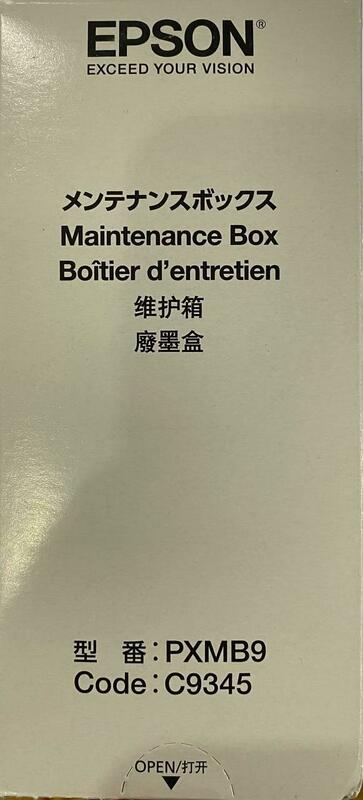 EPSON®
EXCEED YOUR VISION
メンテナンスボックス
Maintenance Box
Boîtier d'entretien
维护箱
廢墨盒
型 番：PXMB9
Code：C9345
OPEN/打开